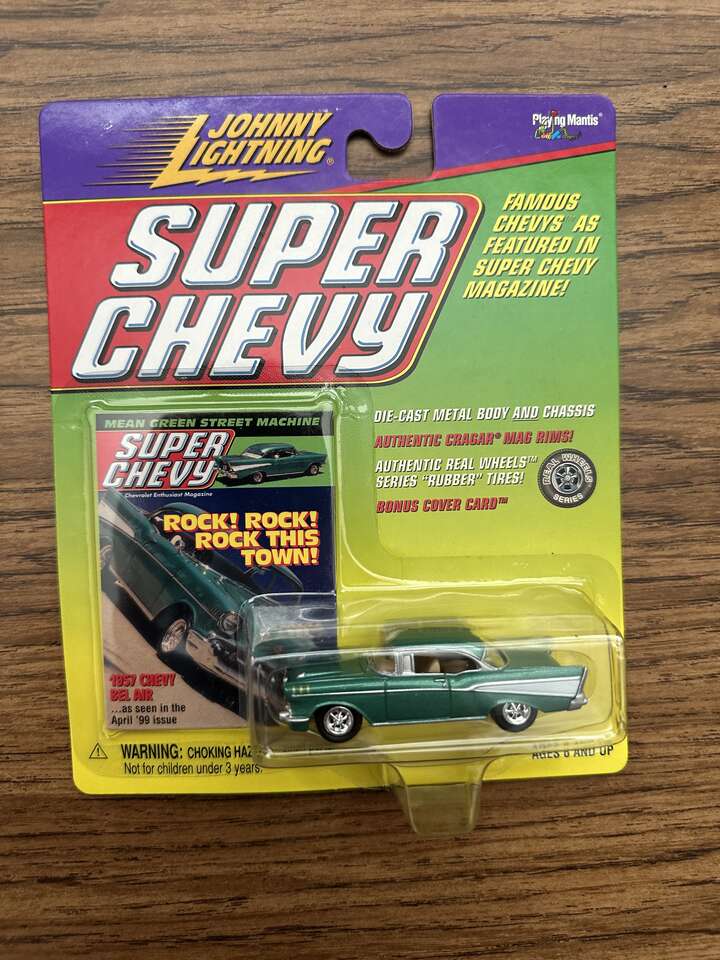 JOHNNY
LIGHTNING®
Playing Mantis®
SUPER
CHEVY
FAMOUS
CHEVYS™ AS
FEATURED IN
SUPER CHEVY
MAGAZINE!
DIE-CAST METAL BODY AND CHASSIS
AUTHENTIC CRAGAR® MAG RIMS!
AUTHENTIC REAL WHEELS™
SERIES "RUBBER" TIRES!
REAL WHEELS
SERIES
BONUS COVER CARD™
MEAN GREEN STREET MACHINE
SUPER
CHEVY
Chevrolet Enthusiast Magazine
ROCK! ROCK!
ROCK THIS
TOWN!
1957 CHEVY
BEL AIR
...as seen in the
April '99 issue
WARNING: CHOKING HAZ
Not for children under 3 years.
AGES 8 AND UP